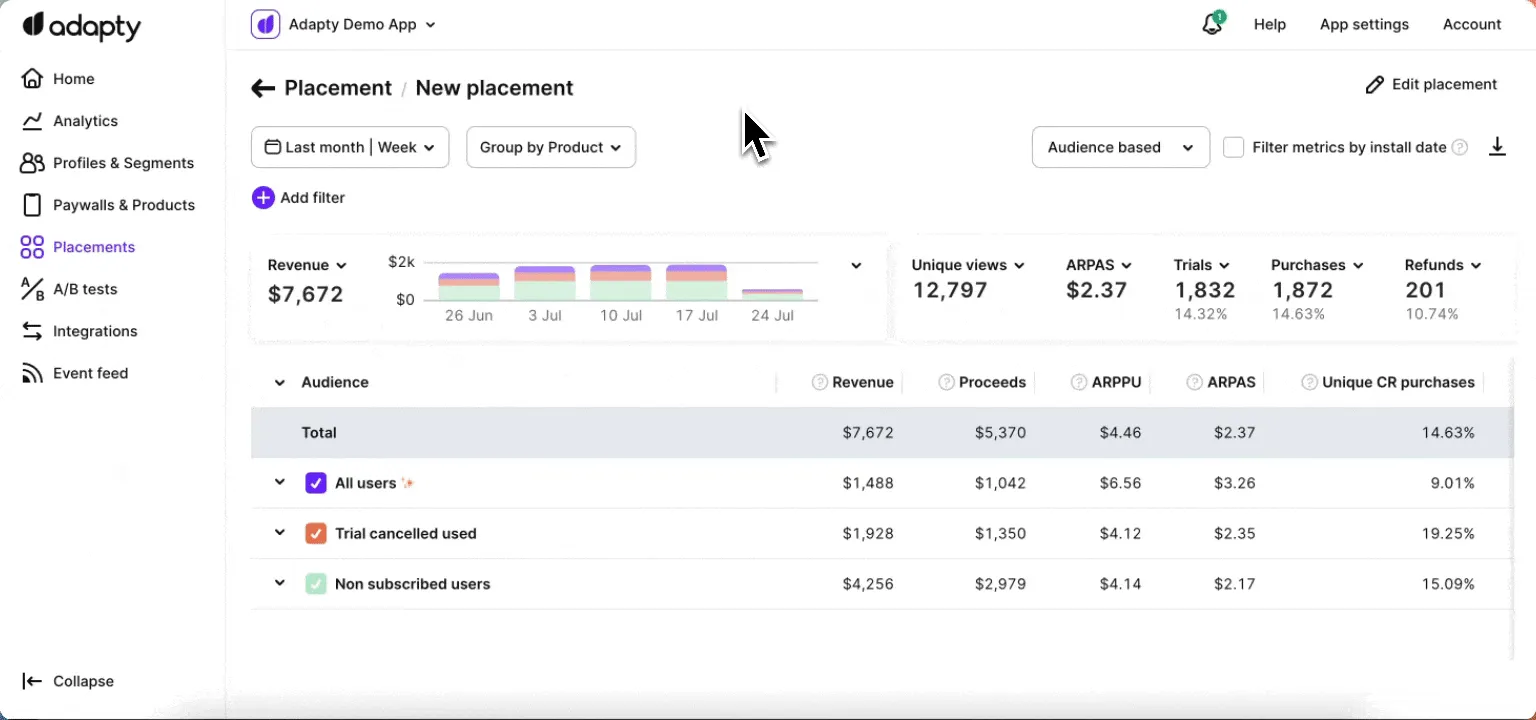 adapty
Adapty Demo App
1
Help
App settings
Account
Home
Analytics
Profiles & Segments
Paywalls & Products
Placements
A/B tests
Integrations
Event feed
Collapse
Placement / New placement
Edit placement
Last month | Week
Group by Product
Audience based
Filter metrics by install date ?
+ Add filter
Revenue
$7,672
$2k
$0
26 Jun 3 Jul 10 Jul 17 Jul 24 Jul
Unique views ARPAS Trials Purchases Refunds
12,797 $2.37 1,832 1,872 201
14.32% 14.63% 10.74%
Audience ? Revenue ? Proceeds ? ARPPU ? ARPAS ? Unique CR purchases
Total $7,672 $5,370 $4.46 $2.37 14.63%
All users $1,488 $1,042 $6.56 $3.26 9.01%
Trial cancelled used $1,928 $1,350 $4.12 $2.35 19.25%
Non subscribed users $4,256 $2,979 $4.14 $2.17 15.09%